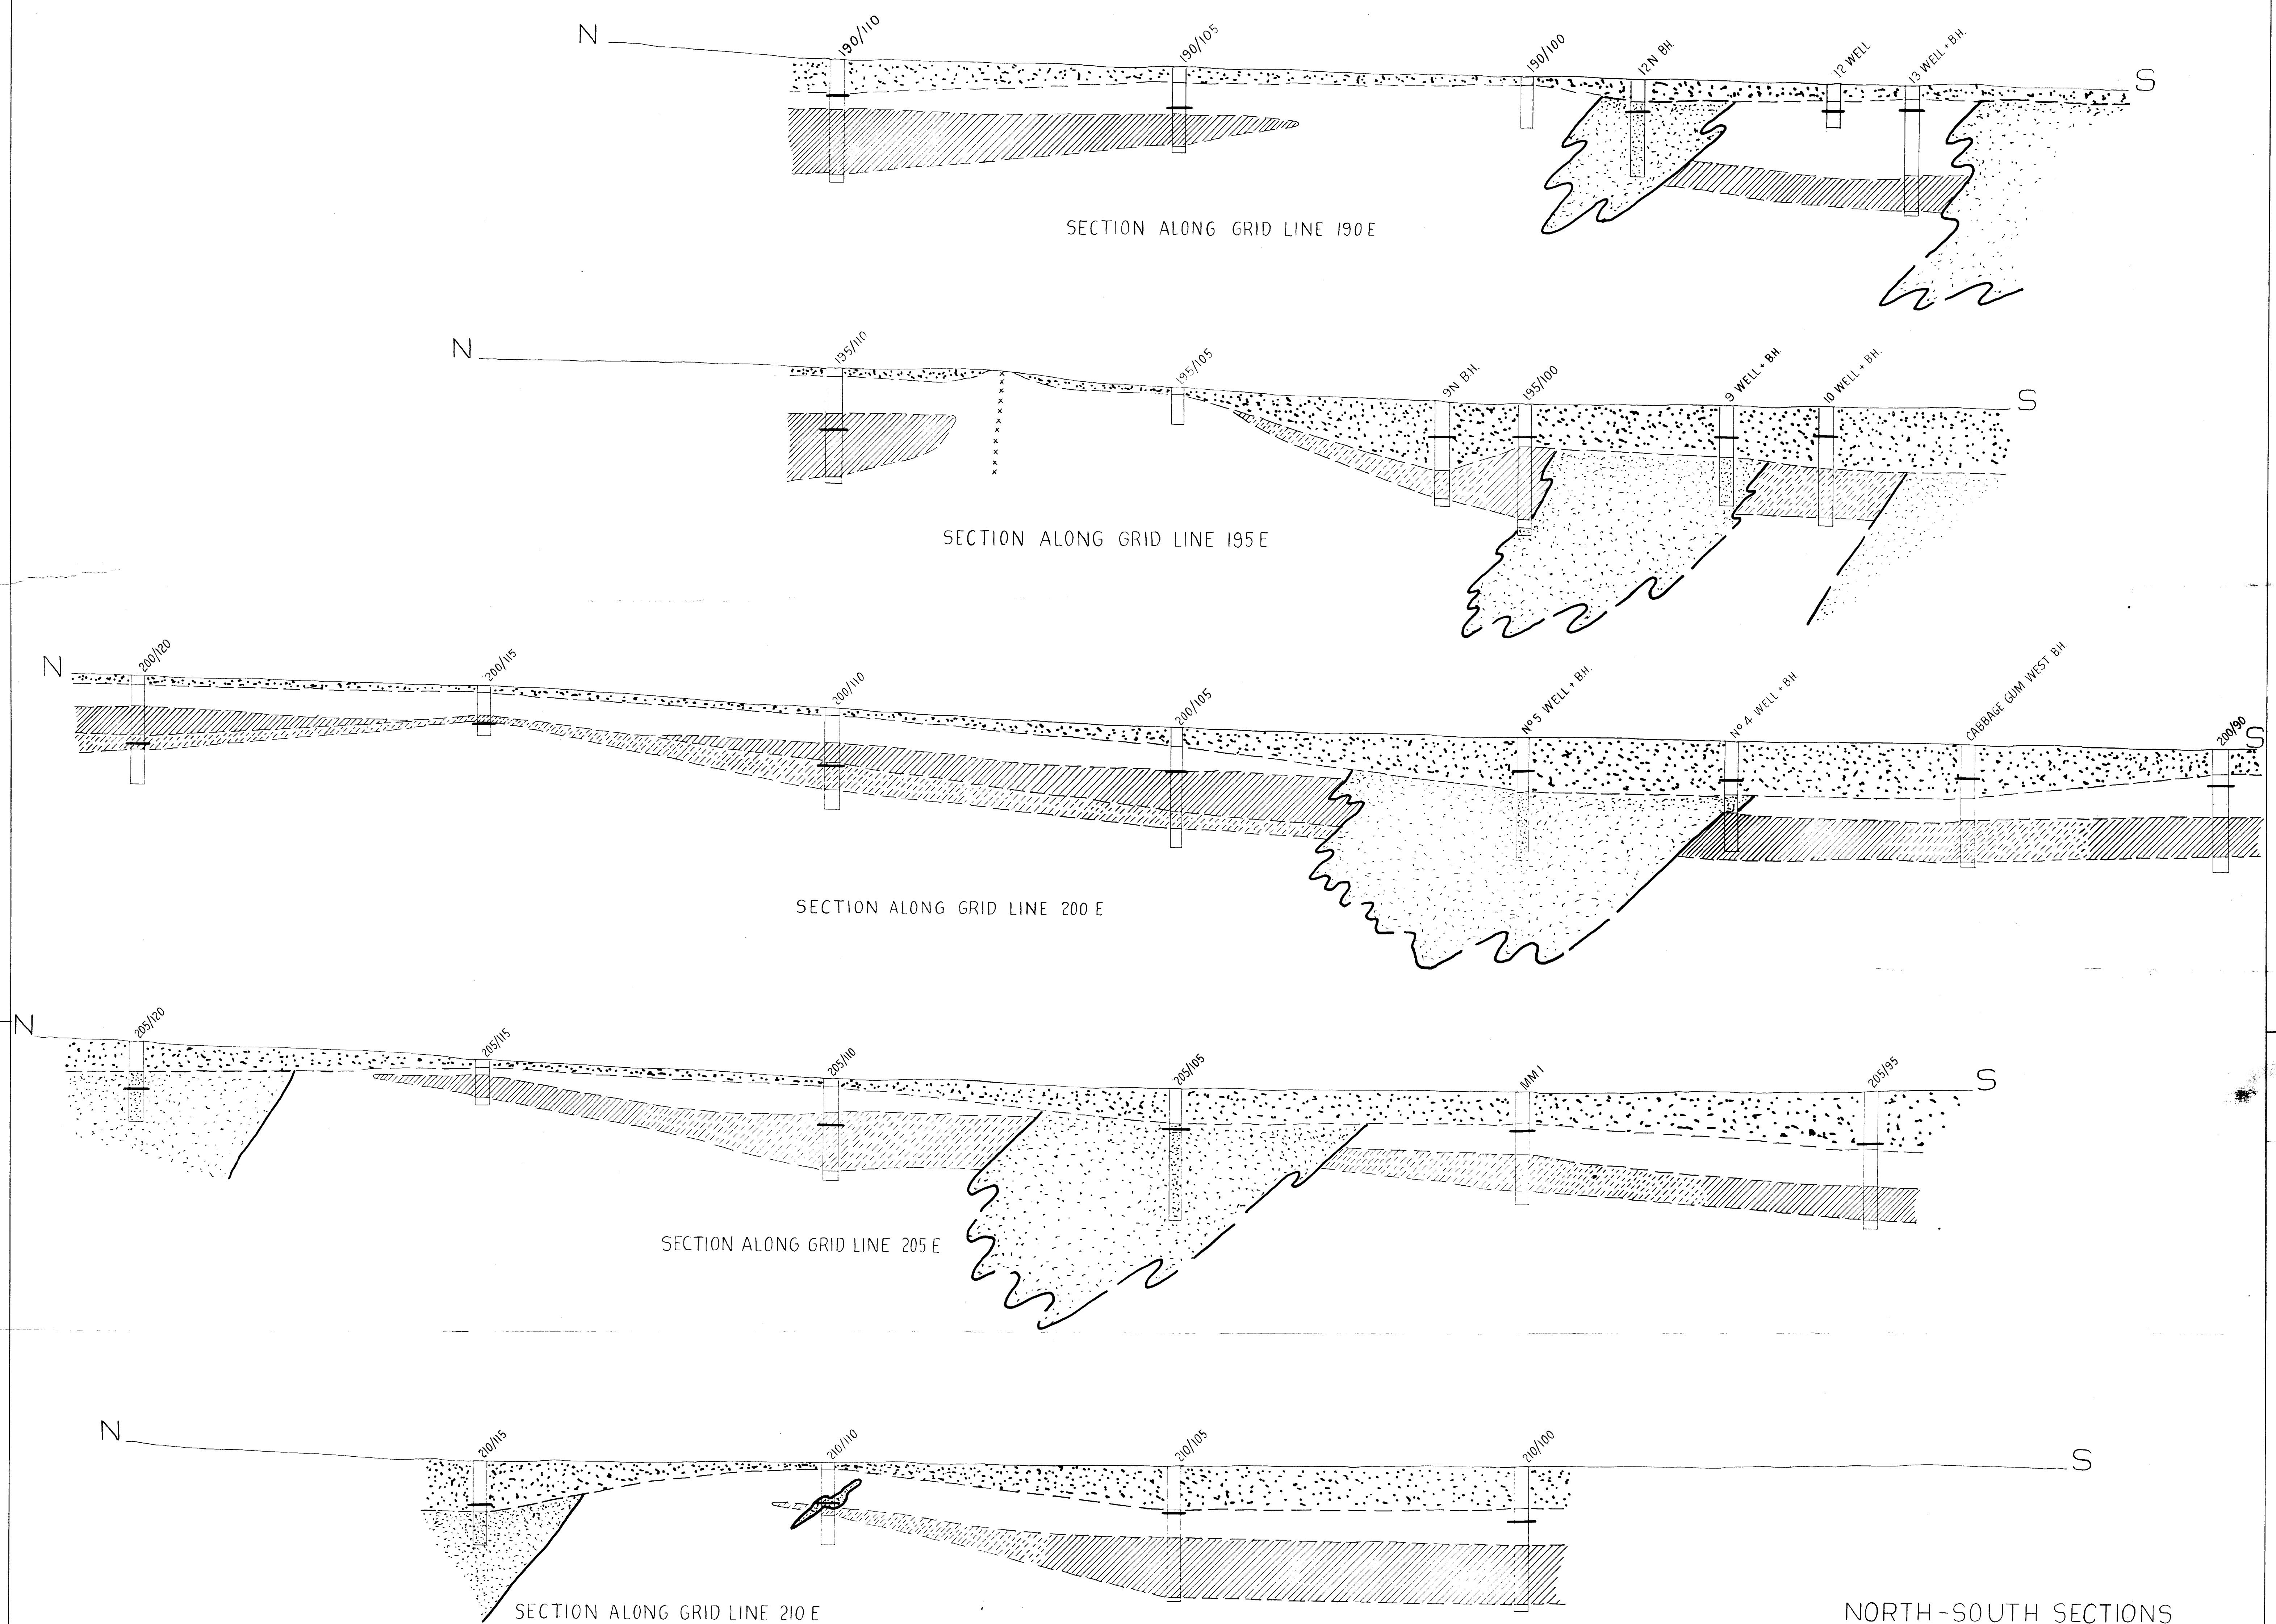 N
190/110
190/105
190/100
12 N BH.
12 WELL
13 WELL + B.H.
S
SECTION ALONG GRID LINE 190 E
N
195/110
195/105
9N B.H.
195/100
9 WELL + B.H.
10 WELL + B.H.
S
SECTION ALONG GRID LINE 195 E
N
200/120
200/115
200/110
200/105
Nº 5 WELL + B.H.
Nº 4 WELL + BH
CABBAGE GUM WEST BH
200/90
S
SECTION ALONG GRID LINE 200 E
N
205/120
205/115
205/110
205/105
MM 1
205/95
S
SECTION ALONG GRID LINE 205 E
N
210/115
210/110
210/105
210/100
S
SECTION ALONG GRID LINE 210 E
NORTH-SOUTH SECTIONS